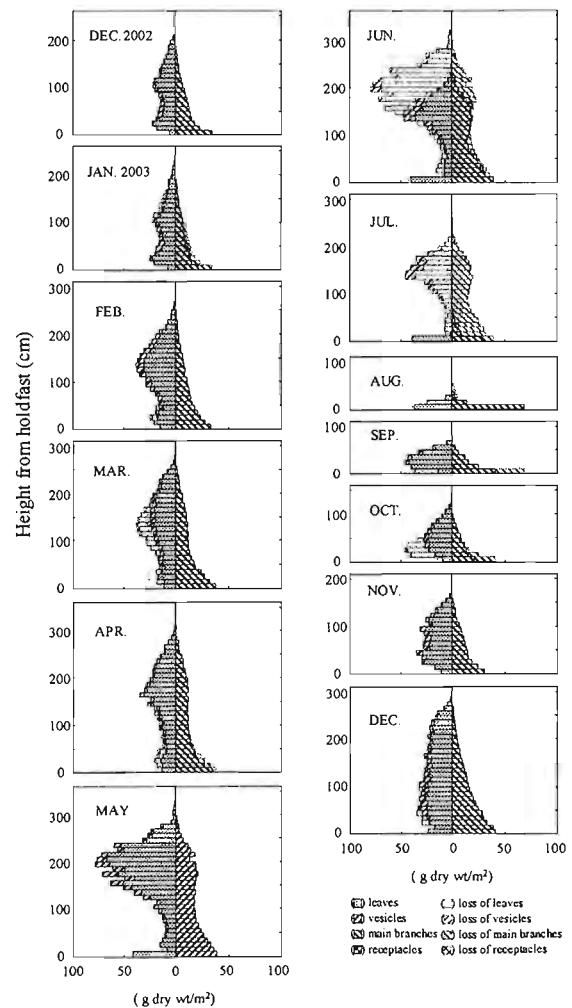 DEC. 2002
200
100
0
JAN. 2003
200
100
0
FEB.
300
200
100
0
MAR.
300
200
100
0
APR.
300
200
100
0
MAY
300
200
100
0
100 50 0 50 100
( g dry wt/m²)
Height from holdfast (cm)
JUN.
300
200
100
0
JUL.
200
100
0
AUG.
100
0
SEP.
100
0
OCT.
100
0
NOV.
200
100
0
DEC.
300
200
100
0
100 50 0 50 100
( g dry wt/m²)
leaves loss of leaves
vesicles loss of vesicles
main branches loss of main branches
receptacles loss of receptacles